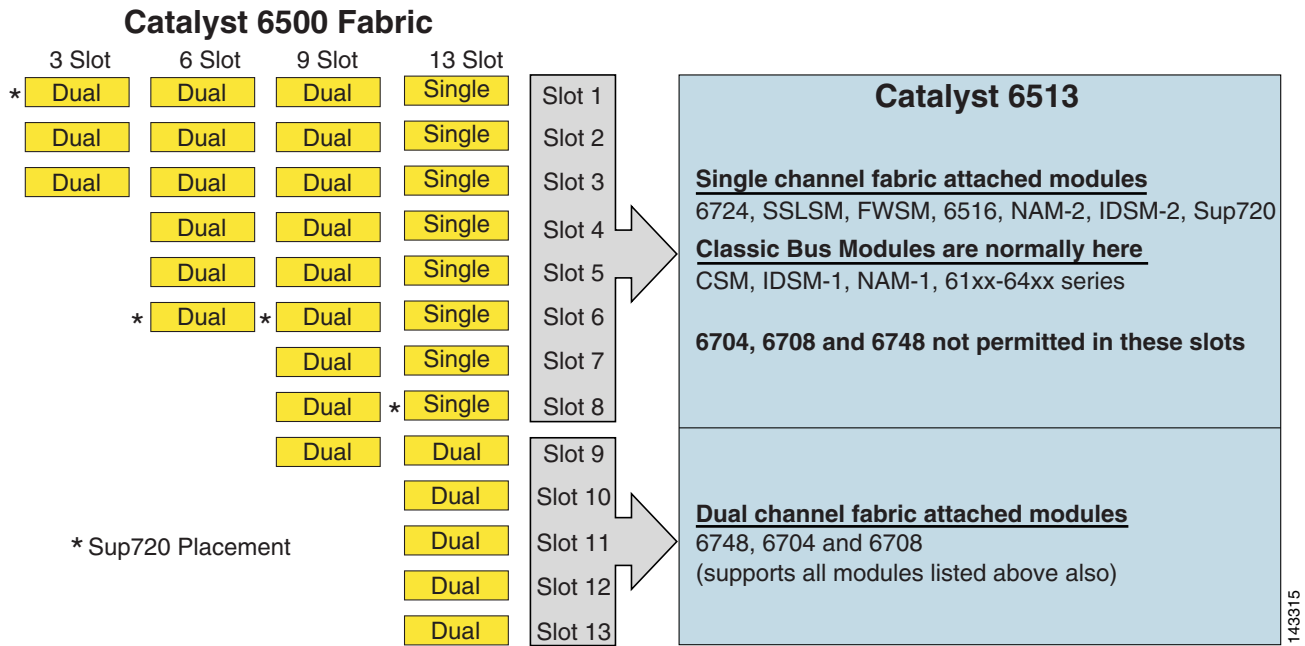 Catalyst 6500 Fabric
3 Slot 6 Slot 9 Slot 13 Slot
* Dual Dual Dual Single Slot 1
Dual Dual Dual Single Slot 2
Dual Dual Dual Single Slot 3
Dual Dual Single Slot 4
Dual Dual Single Slot 5
* Dual * Dual Single Slot 6
Dual Single Slot 7
Dual * Single Slot 8
Dual Dual Slot 9
Dual Slot 10
Dual Slot 11
Dual Slot 12
Dual Slot 13
* Sup720 Placement
Catalyst 6513
Single channel fabric attached modules
6724, SSLSM, FWSM, 6516, NAM-2, IDSM-2, Sup720
Classic Bus Modules are normally here
CSM, IDSM-1, NAM-1, 61xx-64xx series
6704, 6708 and 6748 not permitted in these slots
Dual channel fabric attached modules
6748, 6704 and 6708
(supports all modules listed above also)
143315